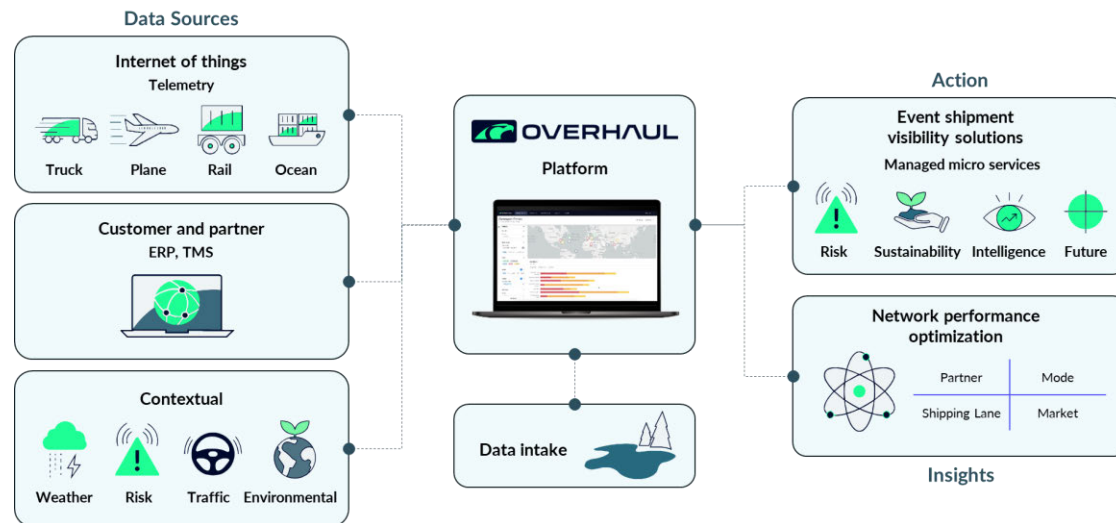 Data Sources
Internet of things
Telemetry
Truck
Plane
Rail
Ocean
Customer and partner
ERP, TMS
Contextual
Weather
Risk
Traffic
Environmental
OVERHAUL
Platform
Data intake
Action
Event shipment
visibility solutions
Managed micro services
Risk
Sustainability
Intelligence
Future
Network performance
optimization
Partner
Mode
Shipping Lane
Market
Insights